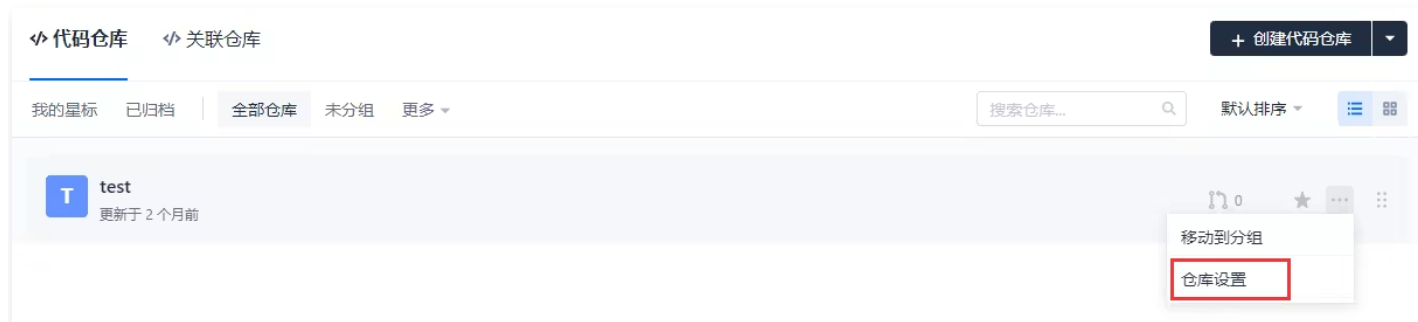 </> 代码仓库 </> 关联仓库
+ 创建代码仓库
我的星标 已归档 全部仓库 未分组 更多
搜索仓库... 默认排序
T
test
更新于 2 个月前
0
移动到分组
仓库设置